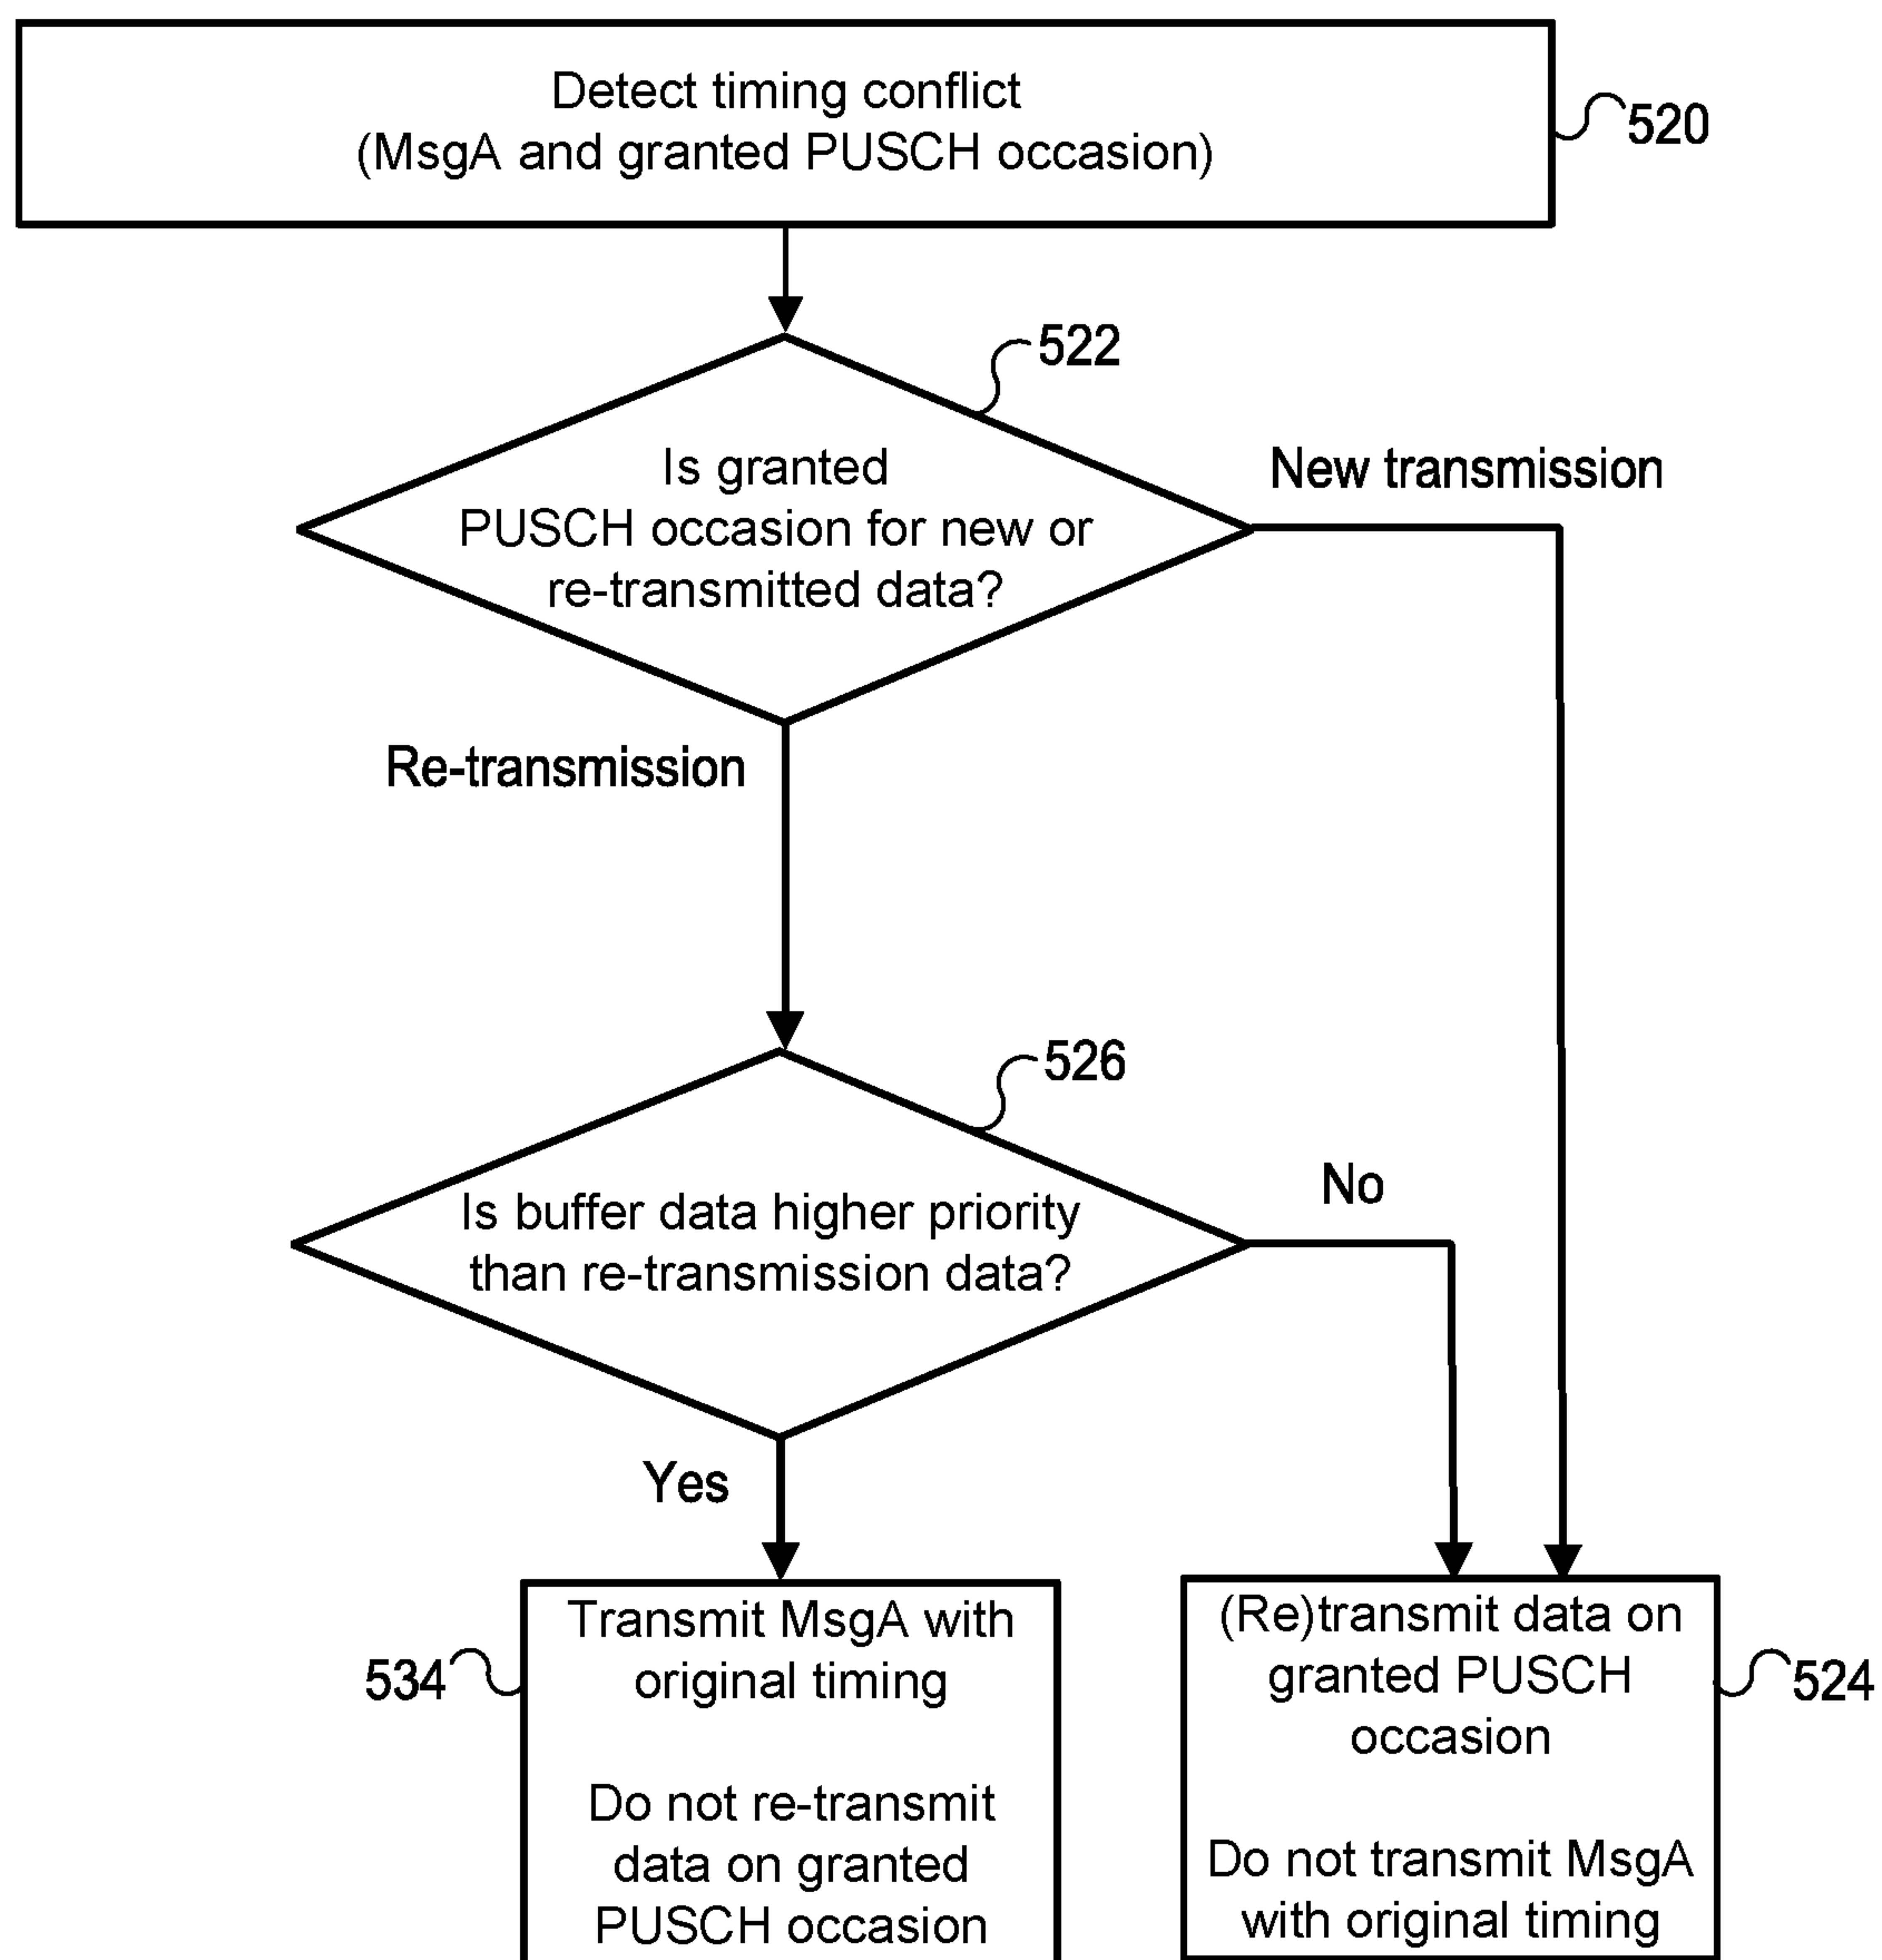 Detect timing conflict
(MsgA and granted PUSCH occasion)
520
522
Is granted
PUSCH occasion for new or
re-transmitted data?
New transmission
Re-transmission
526
Is buffer data higher priority
than re-transmission data?
No
Yes
Transmit MsgA with
original timing
Do not re-transmit
data on granted
PUSCH occasion
534
(Re)transmit data on
granted PUSCH
occasion
Do not transmit MsgA
with original timing
524